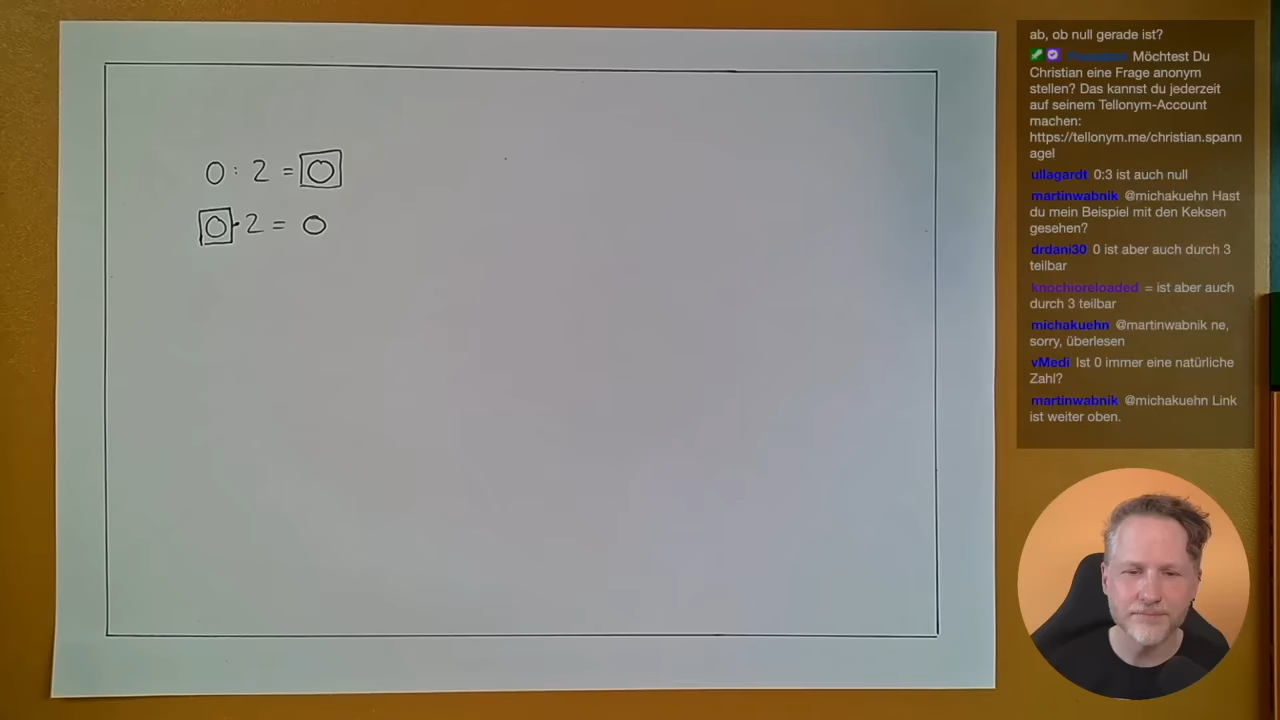 0 : 2 = 0
0 · 2 = 0
ab, ob null gerade ist?
Möchtest Du
Christian eine Frage anonym
stellen? Das kannst du jederzeit
auf seinem Tellonym-Account
machen:
https://tellonym.me/christian.spann
agel
ullagardt 0:3 ist auch null
martinwabnik @michakuehn Hast
du mein Beispiel mit den Keksen
gesehen?
drdani30 0 ist aber auch durch 3
teilbar
knochioreloaded = ist aber auch
durch 3 teilbar
michakuehn @martinwabnik ne,
sorry, überlesen
vMedi Ist 0 immer eine natürliche
Zahl?
martinwabnik @michakuehn Link
ist weiter oben.